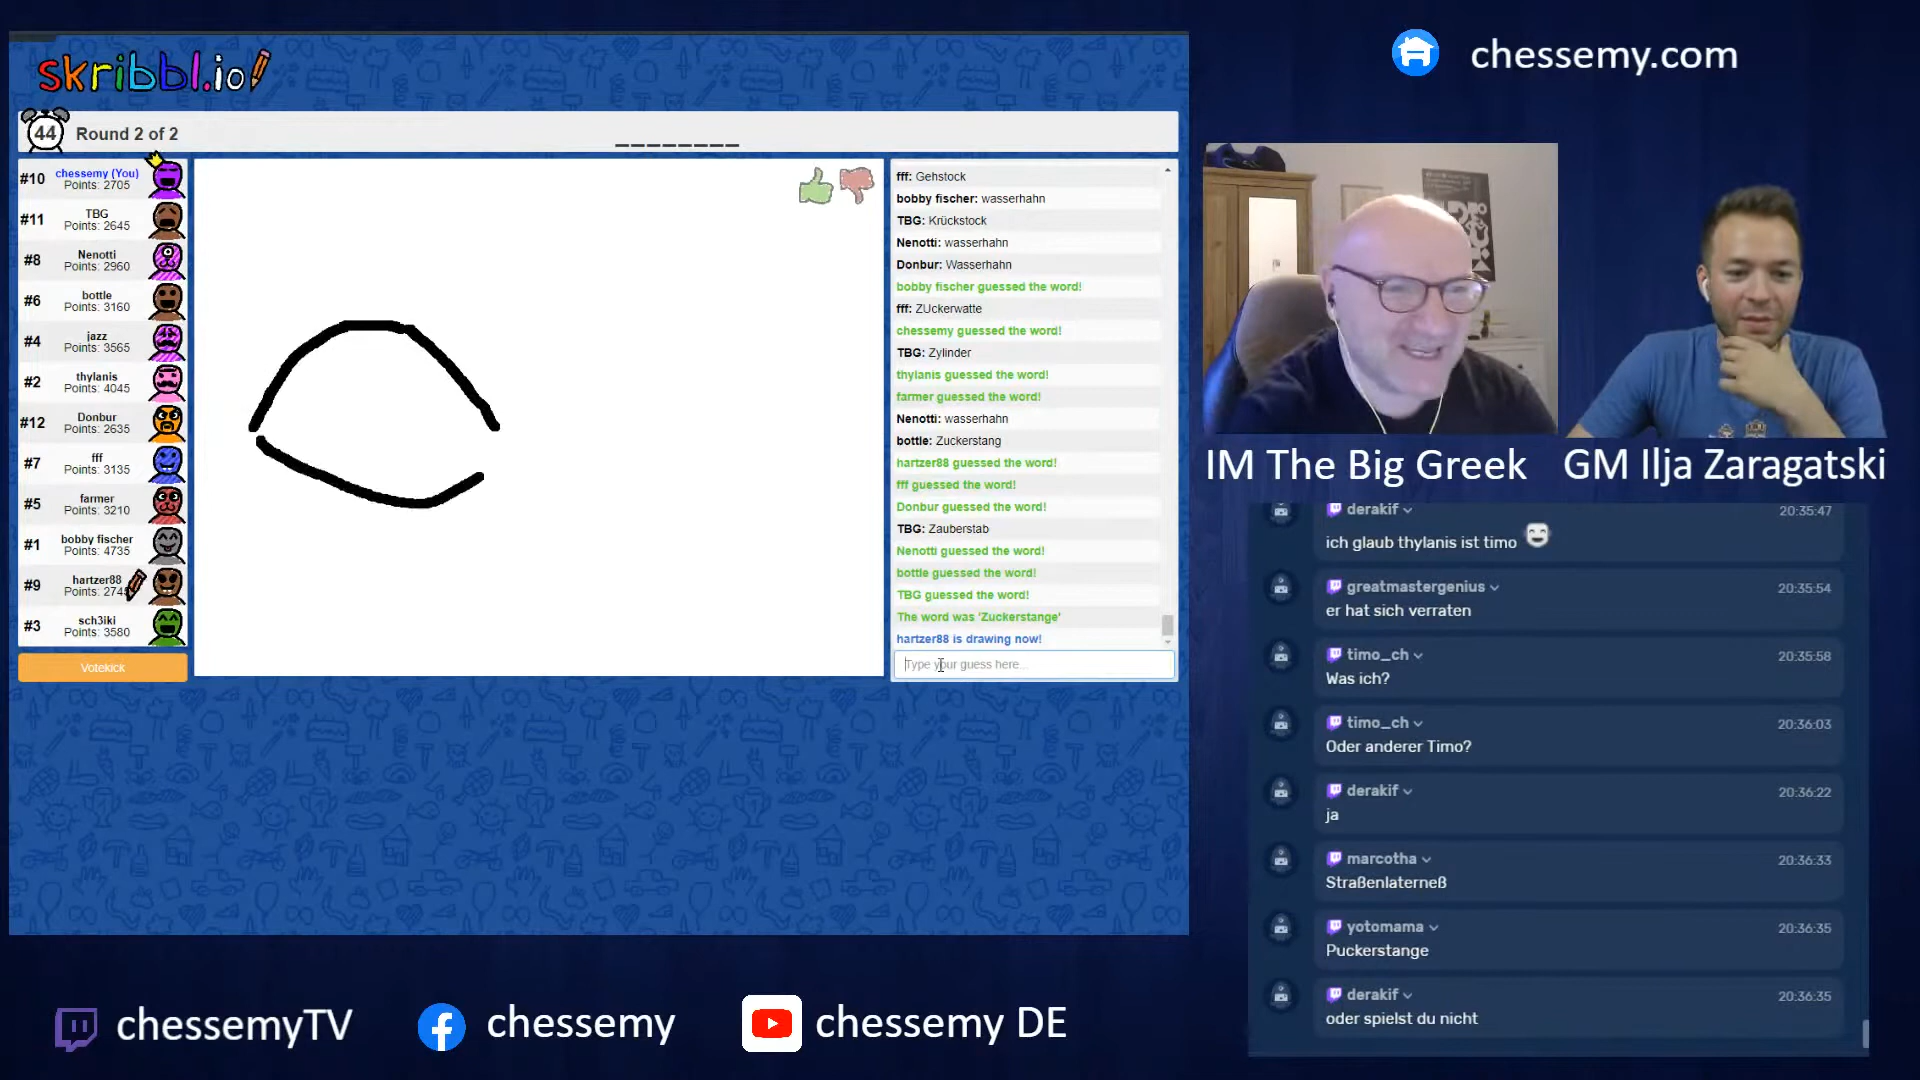 skribbl.io
44
Round 2 of 2
________
#10
chessemy (You)
Points: 2705
#11
TBG
Points: 2645
#8
Nenotti
Points: 2960
#6
bottle
Points: 3160
#4
jazz
Points: 3565
#2
thylanis
Points: 4045
#12
Donbur
Points: 2635
#7
fff
Points: 3135
#5
farmer
Points: 3210
#1
bobby fischer
Points: 4735
#9
hartzer88
Points: 2745
#3
sch3iki
Points: 3580
Votekick
fff: Gehstock
bobby fischer: wasserhahn
TBG: Krückstock
Nenotti: wasserhahn
Donbur: Wasserhahn
bobby fischer guessed the word!
fff: ZUckerwatte
chessemy guessed the word!
TBG: Zylinder
thylanis guessed the word!
farmer guessed the word!
Nenotti: wasserhahn
bottle: Zuckerstang
hartzer88 guessed the word!
fff guessed the word!
Donbur guessed the word!
TBG: Zauberstab
Nenotti guessed the word!
bottle guessed the word!
TBG guessed the word!
The word was 'Zuckerstange'
hartzer88 is drawing now!
Type your guess here...
chessemy.com
IM The Big Greek
GM Ilja Zaragatski
derakif 20:35:47
ich glaub thylanis ist timo
greatmastergenius 20:35:54
er hat sich verraten
timo_ch 20:35:58
Was ich?
timo_ch 20:36:03
Oder anderer Timo?
derakif 20:36:22
ja
marcotha 20:36:33
Straßenlaterneß
yotomama 20:36:35
Puckerstange
derakif 20:36:35
oder spielst du nicht
chessemyTV
chessemy
chessemy DE